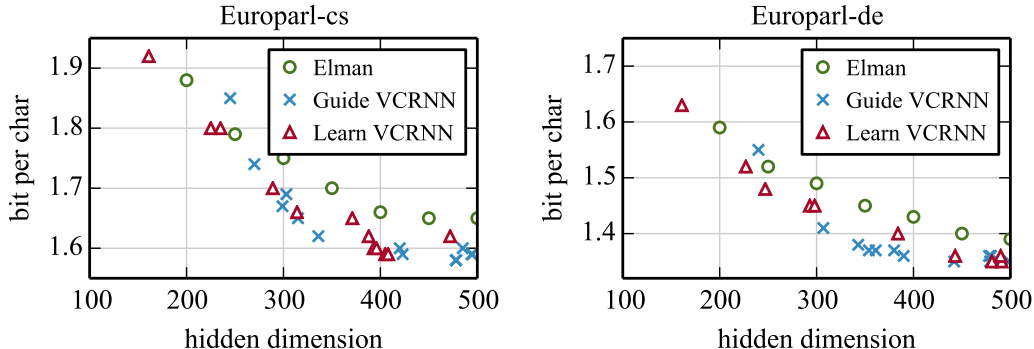 Europarl-cs
1.9
1.8
1.7
1.6
bit per char
Elman
Guide VCRNN
Learn VCRNN
100 200 300 400 500
hidden dimension
Europarl-de
1.7
1.6
1.5
1.4
bit per char
Elman
Guide VCRNN
Learn VCRNN
100 200 300 400 500
hidden dimension